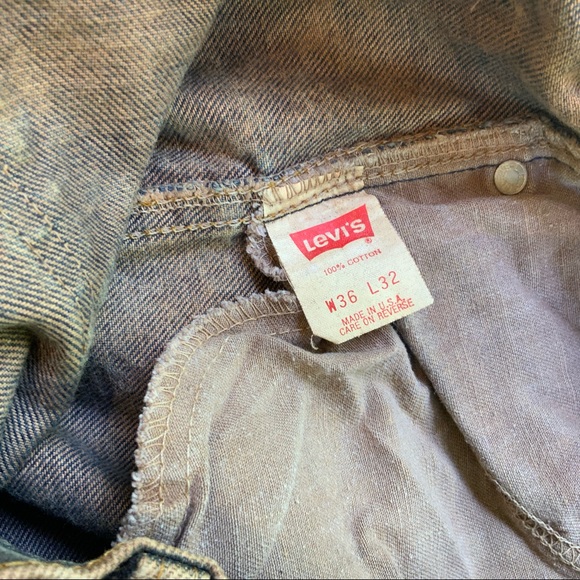 Levi's ®
100% COTTON
W36 L32
MADE IN U.S.A.
CARE ON REVERSE